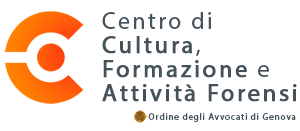 Centro di
Cultura,
Formazione e
Attività Forensi
Ordine degli Avvocati di Genova